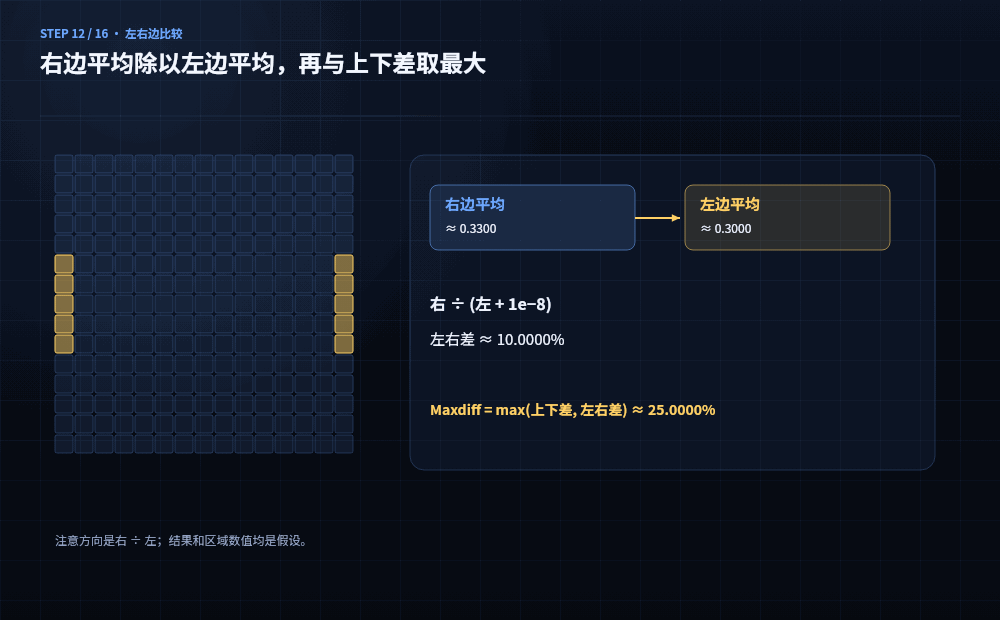 STEP 12 / 16 · 左右边比较
右边平均除以左边平均，再与上下差取最大
右边平均
≈ 0.3300
左边平均
≈ 0.3000
右 ÷ (左 + 1e−8)
左右差 ≈ 10.0000%
Maxdiff = max(上下差, 左右差) ≈ 25.0000%
注意方向是右 ÷ 左；结果和区域数值均是假设。